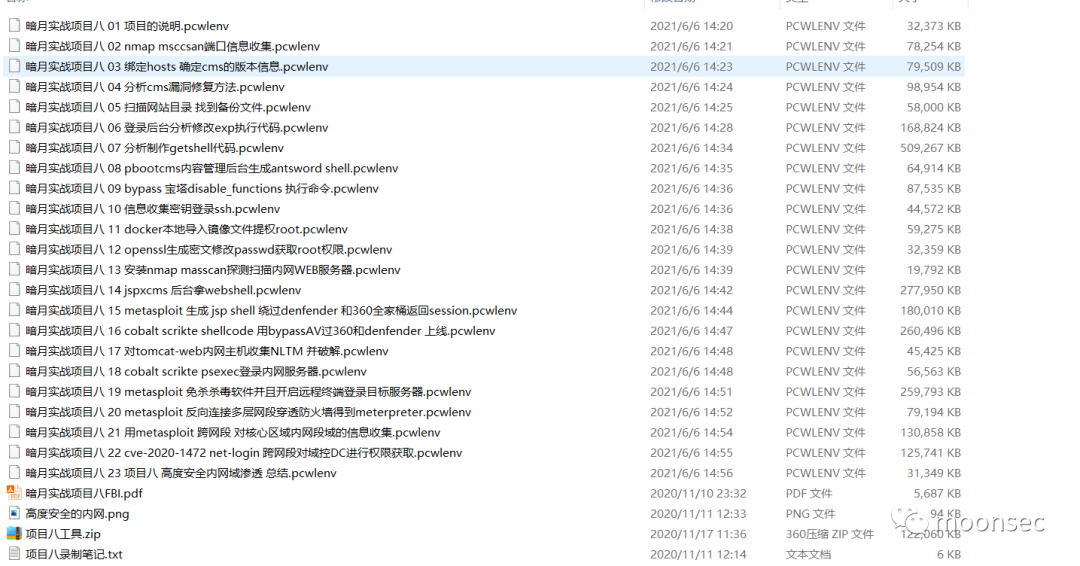 暗月实战项目八 01 项目的说明.pcwlenv 2021/6/6 14:20 PCWLENV 文件 32,373 KB
暗月实战项目八 02 nmap msccsan端口信息收集.pcwlenv 2021/6/6 14:21 PCWLENV 文件 78,254 KB
暗月实战项目八 03 绑定hosts 确定cms的版本信息.pcwlenv 2021/6/6 14:23 PCWLENV 文件 79,509 KB
暗月实战项目八 04 分析cms漏洞修复方法.pcwlenv 2021/6/6 14:24 PCWLENV 文件 98,954 KB
暗月实战项目八 05 扫描网站目录 找到备份文件.pcwlenv 2021/6/6 14:25 PCWLENV 文件 58,000 KB
暗月实战项目八 06 登录后台分析修改exp执行代码.pcwlenv 2021/6/6 14:28 PCWLENV 文件 168,824 KB
暗月实战项目八 07 分析制作getshell代码.pcwlenv 2021/6/6 14:34 PCWLENV 文件 509,267 KB
暗月实战项目八 08 pbootcms内容管理后台生成antsword shell.pcwlenv 2021/6/6 14:35 PCWLENV 文件 64,914 KB
暗月实战项目八 09 bypass 宝塔disable_functions 执行命令.pcwlenv 2021/6/6 14:36 PCWLENV 文件 87,535 KB
暗月实战项目八 10 信息收集密钥登录ssh.pcwlenv 2021/6/6 14:36 PCWLENV 文件 44,572 KB
暗月实战项目八 11 docker本地导入镜像文件提权root.pcwlenv 2021/6/6 14:38 PCWLENV 文件 59,275 KB
暗月实战项目八 12 openssl生成密文修改passwd获取root权限.pcwlenv 2021/6/6 14:39 PCWLENV 文件 32,359 KB
暗月实战项目八 13 安装nmap masscan探测扫描内网WEB服务器.pcwlenv 2021/6/6 14:39 PCWLENV 文件 19,792 KB
暗月实战项目八 14 jspxcms 后台拿webshell.pcwlenv 2021/6/6 14:42 PCWLENV 文件 277,950 KB
暗月实战项目八 15 metasploit 生成 jsp shell 绕过denfender 和360全家桶返回session.pcwlenv 2021/6/6 14:44 PCWLENV 文件 180,010 KB
暗月实战项目八 16 cobalt scrikte shellcode 用bypassAV过360和denfender 上线.pcwlenv 2021/6/6 14:47 PCWLENV 文件 260,496 KB
暗月实战项目八 17 对tomcat-web内网主机收集NLTM 并破解.pcwlenv 2021/6/6 14:48 PCWLENV 文件 45,425 KB
暗月实战项目八 18 cobalt scrikte psexec登录内网服务器.pcwlenv 2021/6/6 14:48 PCWLENV 文件 56,563 KB
暗月实战项目八 19 metasploit 免杀杀毒软件并且开启远程终端登录目标服务器.pcwlenv 2021/6/6 14:51 PCWLENV 文件 259,793 KB
暗月实战项目八 20 metasploit 反向连接多层网段穿透防火墙得到meterpreter.pcwlenv 2021/6/6 14:52 PCWLENV 文件 79,194 KB
暗月实战项目八 21 用metasploit 跨网段 对核心区域内网段域的信息收集.pcwlenv 2021/6/6 14:54 PCWLENV 文件 130,858 KB
暗月实战项目八 22 cve-2020-1472 net-login 跨网段对域控DC进行权限获取.pcwlenv 2021/6/6 14:55 PCWLENV 文件 125,741 KB
暗月实战项目八 23 项目八 高度安全内网域渗透 总结.pcwlenv 2021/6/6 14:56 PCWLENV 文件 31,349 KB
暗月实战项目八FBI.pdf 2020/11/10 23:32 PDF 文件 5,687 KB
高度安全的内网.png 2020/11/11 12:33 PNG 文件 94 KB
项目八工具.zip 2020/11/17 11:36 360压缩 ZIP 文件 122,060 KB
项目八录制笔记.txt 2020/11/11 12:14 文本文档 6 KB
moonsec